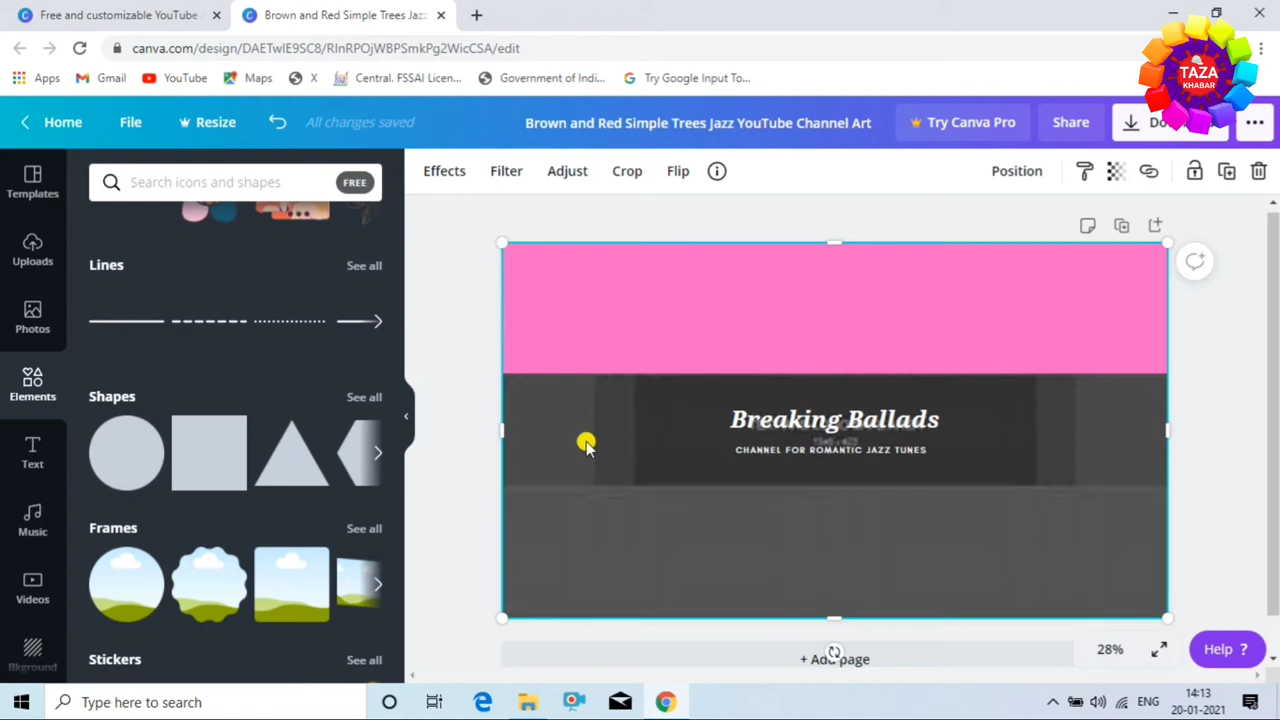 Free and customizable YouTube
Brown and Red Simple Trees Jaz
canva.com/design/DAETwIE9SC8/RInRPOjWBPSmkPg2WicCSA/edit
Apps
Gmail
YouTube
Maps
X
Central. FSSAI Licen...
Government of Indi...
Try Google Input To...
TAZA
KHABAR
Home
File
Resize
All changes saved
Brown and Red Simple Trees Jazz YouTube Channel Art
Try Canva Pro
Share
Do
Templates
Uploads
Photos
Elements
Text
Music
Videos
Bkground
Search icons and shapes
FREE
Lines
See all
Shapes
See all
Frames
See all
Stickers
See all
Effects
Filter
Adjust
Crop
Flip
Position
Breaking Ballads
CHANNEL FOR ROMANTIC JAZZ TUNES
+ Add page
28%
Help ?
Type here to search
ENG
14:13
20-01-2021